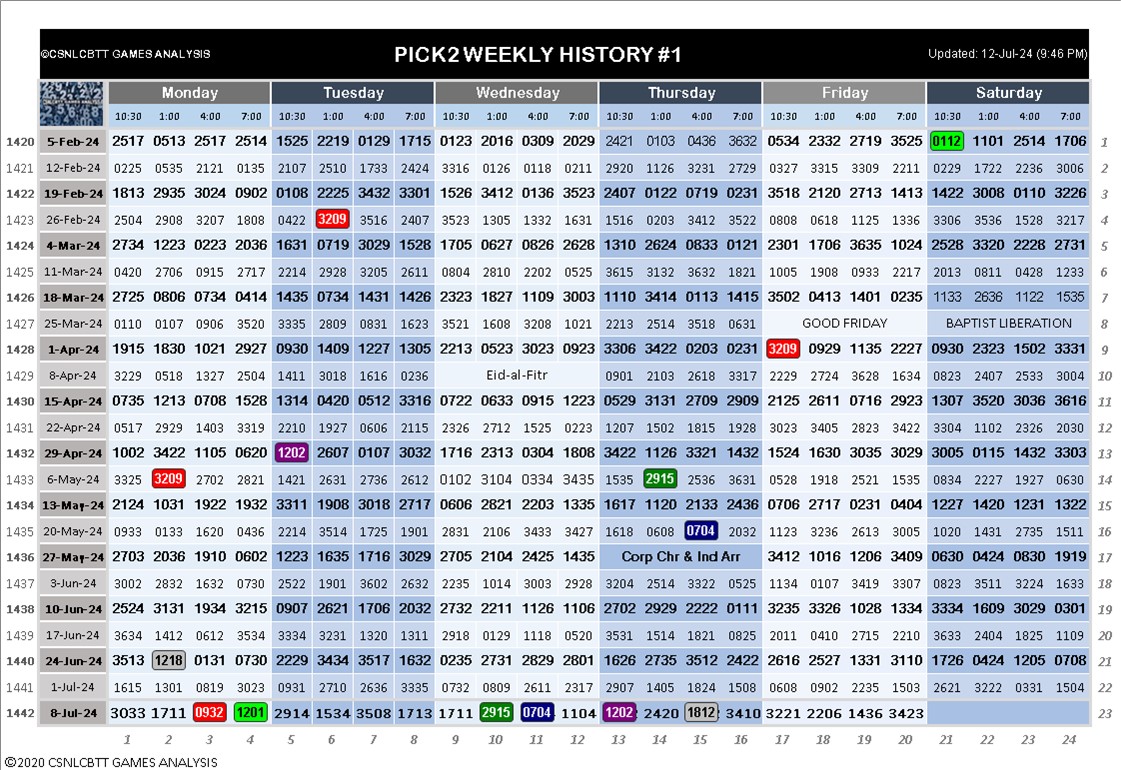 ©CSNLCBTT GAMES ANALYSIS PICK2 WEEKLY HISTORY #1 Updated: 12-Jul-24 (9:46 PM)
Monday Tuesday Wednesday Thursday Friday Saturday
10:30 1:00 4:00 7:00 10:30 1:00 4:00 7:00 10:30 1:00 4:00 7:00 10:30 1:00 4:00 7:00 10:30 1:00 4:00 7:00 10:30 1:00 4:00 7:00
1420 5-Feb-24 2517 0513 2517 2514 1525 2219 0129 1715 0123 2016 0309 2029 2421 0103 0436 3632 0534 2332 2719 3525 0112 1101 2514 1706 1
1421 12-Feb-24 0225 0535 2121 0135 2107 2510 1733 2424 3316 0126 0118 0211 2920 1126 3231 2729 0327 3315 3309 2211 0229 1722 2236 3006 2
1422 19-Feb-24 1813 2935 3024 0902 0108 2225 3432 3301 1526 3412 0136 3523 2407 0122 0719 0231 3518 2120 2713 1413 1422 3008 0110 3226 3
1423 26-Feb-24 2504 2908 3207 1808 0422 3209 3516 2407 3523 1305 1332 1631 1516 0203 3412 3522 1808 0618 1125 1336 3306 3536 1528 3217 4
1424 4-Mar-24 2734 1223 0223 2036 1631 0719 3029 1528 1705 0627 0826 2628 1310 2624 0833 0121 2301 1706 3635 1024 2528 3320 2228 2731 5
1425 11-Mar-24 0420 2706 0915 2717 2214 2928 3205 2611 0804 2810 2202 0525 3615 3132 3632 1821 1005 1908 0933 2217 2013 0811 0428 1233 6
1426 18-Mar-24 2725 0806 0734 0414 1435 0734 1431 1426 2323 1827 1109 3003 1110 3414 0113 1415 3502 0413 1401 0235 1133 2636 1122 1535 7
1427 25-Mar-24 0110 0107 0906 3520 3335 2809 0831 1623 3521 1608 3208 1021 2213 2514 3518 0631 GOOD FRIDAY BAPTIST LIBERATION 8
1428 1-Apr-24 1915 1830 1021 2927 0930 1409 1227 1305 2213 0523 3023 0923 3306 3422 0203 0231 3209 0929 1135 2227 0930 2323 1502 3331 9
1429 8-Apr-24 3229 0518 1327 2504 1411 3018 1616 0236 Eid-al-Fitr 0901 2103 2618 3317 2229 2724 3628 1634 0823 2407 2533 3004 10
1430 15-Apr-24 0735 1213 0708 1528 1314 0420 0512 3316 0722 0633 0915 1223 0529 3131 2709 2909 2125 2611 0716 2923 1307 3520 3036 3616 11
1431 22-Apr-24 0517 2929 1403 3319 2210 1927 0606 2115 2326 2712 1525 0223 1207 1502 1815 1928 3023 3405 2823 3422 3304 1102 2326 2030 12
1432 29-Apr-24 1002 3422 1105 0620 1202 2607 0107 3032 1716 2313 0304 1808 3422 1126 3321 1432 1524 1630 3035 3029 3005 0115 1432 3303 13
1433 6-May-24 3325 3209 2702 2821 1421 2631 2736 2612 0102 3104 0334 3435 1535 2915 2536 3631 0528 1918 2521 1535 0834 2227 1927 0630 14
1434 13-May-24 2124 1031 1922 1932 3311 1908 3018 2717 0606 2821 2203 1335 1617 1120 2133 2436 0706 2717 0231 0404 1227 1420 1231 1322 15
1435 20-May-24 0933 0133 1620 0436 2214 3514 1725 1901 2831 2106 3433 3427 1618 0608 0704 2032 1123 3236 2613 3005 1020 1431 2735 1511 16
1436 27-May-24 2703 2036 1910 0602 1223 1635 1716 3029 2705 2104 2425 1435 Corp Chr & Ind Arr 3412 1016 1206 3409 0630 0424 0830 1919 17
1437 3-Jun-24 3002 2832 1632 0730 2522 1901 3602 2632 2235 1014 3003 2928 3204 2514 3322 0525 1134 0107 3419 3307 0823 3511 3224 1633 18
1438 10-Jun-24 2524 3131 1934 3215 0907 2621 1706 2032 2732 2211 1126 1106 2702 2929 2222 0111 3235 3326 1028 1334 3334 1609 3029 0301 19
1439 17-Jun-24 3634 1412 0612 3534 3334 3231 1320 1311 2918 0129 1118 0520 3531 1514 1821 0825 2011 0410 2715 2210 3633 2404 1825 1109 20
1440 24-Jun-24 3513 1218 0131 0730 2229 3434 3517 1632 0235 2731 2829 2801 1626 2735 3512 2422 2616 2527 1331 3110 1726 0424 1205 0708 21
1441 1-Jul-24 1615 1301 0819 3023 0931 2710 2636 3335 0732 0809 2611 2317 2907 1405 1824 1508 0608 0902 2235 1503 2621 3222 0331 1504 22
1442 8-Jul-24 3033 1711 0932 1201 2914 1534 3508 1713 1711 2915 0704 1104 1202 2420 1812 3410 3221 2206 1436 3423 23
1 2 3 4 5 6 7 8 9 10 11 12 13 14 15 16 17 18 19 20 21 22 23 24
©2020 CSNLCBTT GAMES ANALYSIS